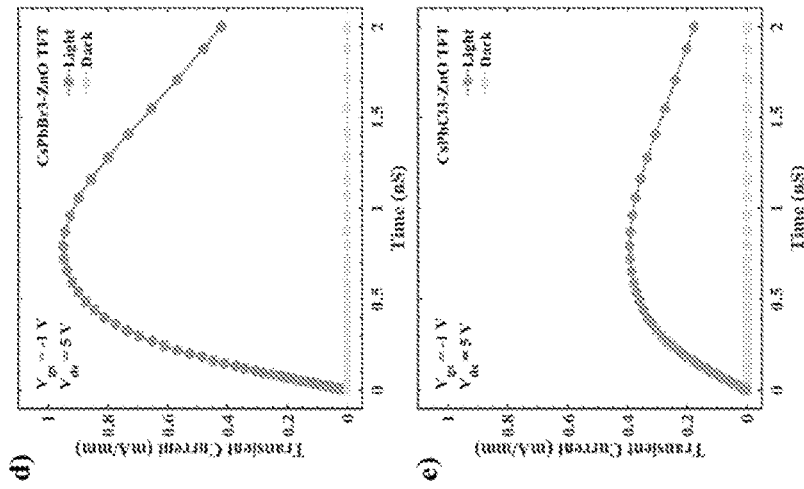 d)
Transient Current (mA/mm)
1
0.8
0.6
0.4
0.2
0
V_gs = -1 V
V_ds = 5 V
CsPbBr3-ZnO TFT
Light
Dark
0 0.5 1 1.5 2
Time (nS)
e)
Transient Current (mA/mm)
1
0.8
0.6
0.4
0.2
0
V_gs = -1 V
V_ds = 5 V
CsPbCl3-ZnO TFT
Light
Dark
0 0.5 1 1.5 2
Time (nS)